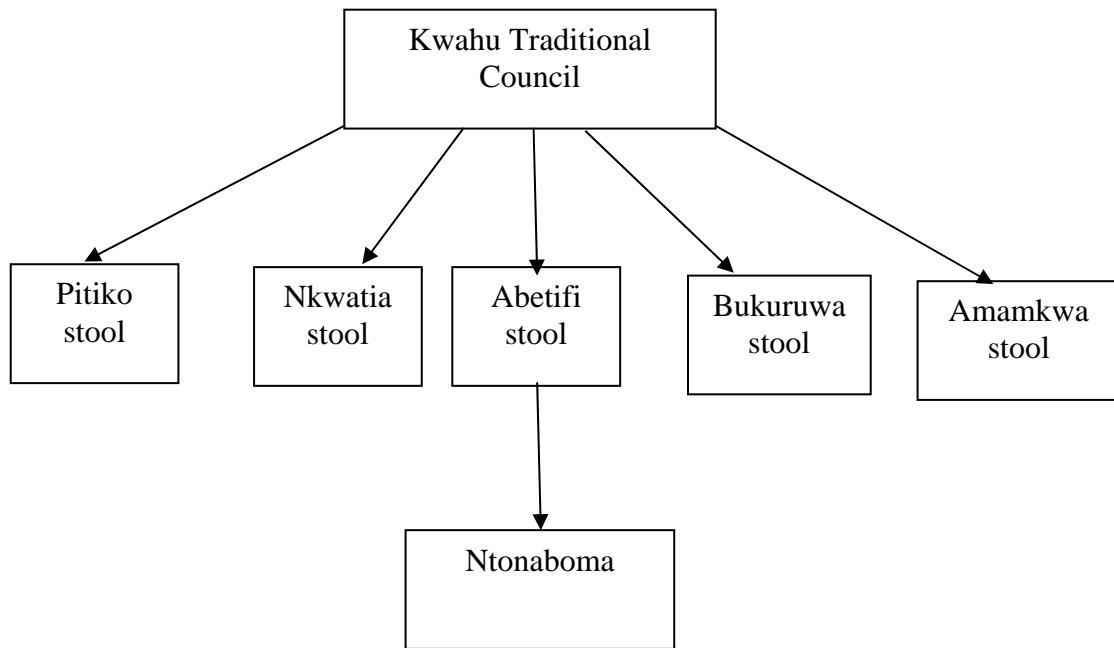 Kwahu Traditional
Council
Pitiko
stool
Nkwatia
stool
Abetifi
stool
Bukuruwa
stool
Amamkwa
stool
Ntonaboma